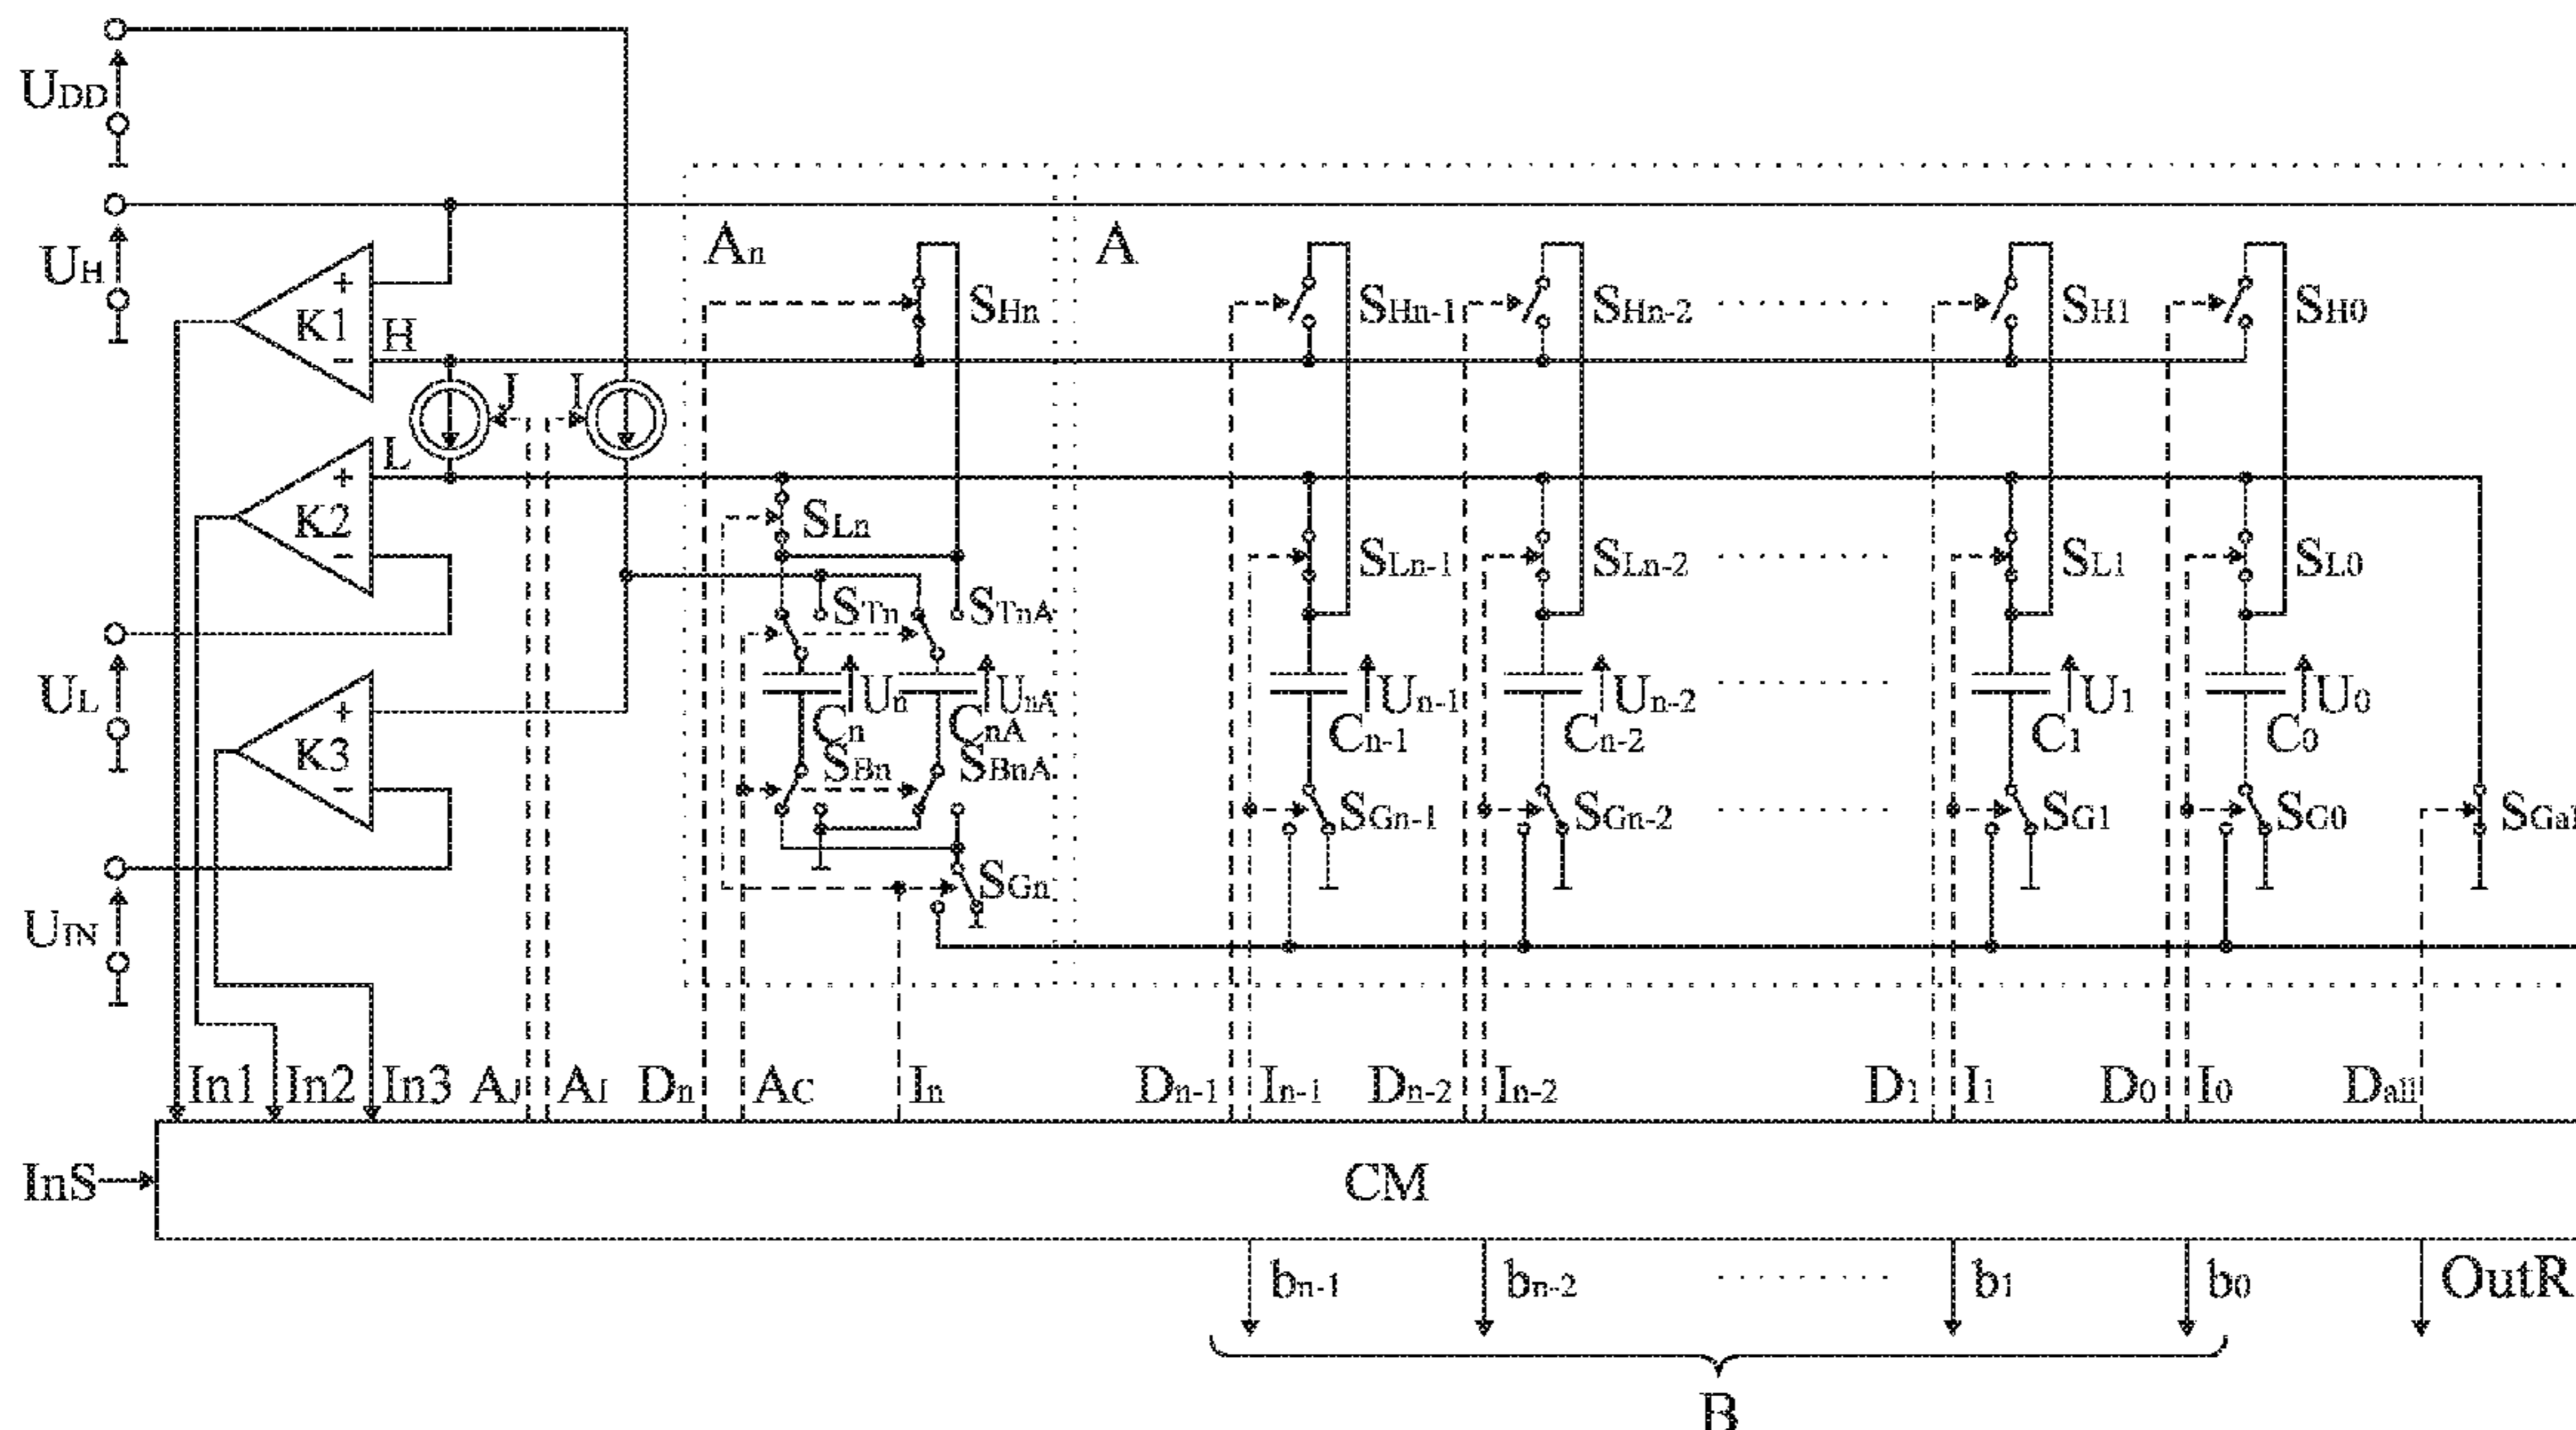 UDD
UH
An
A
K1
+
−
H
SHn
SHn-1
SHn-2
SH1
SH0
J
I
L
K2
+
−
SLn
SLn-1
SLn-2
SL1
SL0
STn
STnA
UL
Un
UnA
Un-1
Un-2
U1
U0
K3
+
−
Cn
CnA
Cn-1
Cn-2
C1
C0
SBn
SBnA
SGn-1
SGn-2
SG1
SG0
SGal
SGn
UIN
In1
In2
In3
AJ
AI
Dn
AC
In
Dn-1
In-1
Dn-2
In-2
D1
I1
D0
I0
Dall
InS
CM
bn-1
bn-2
b1
b0
OutR
B